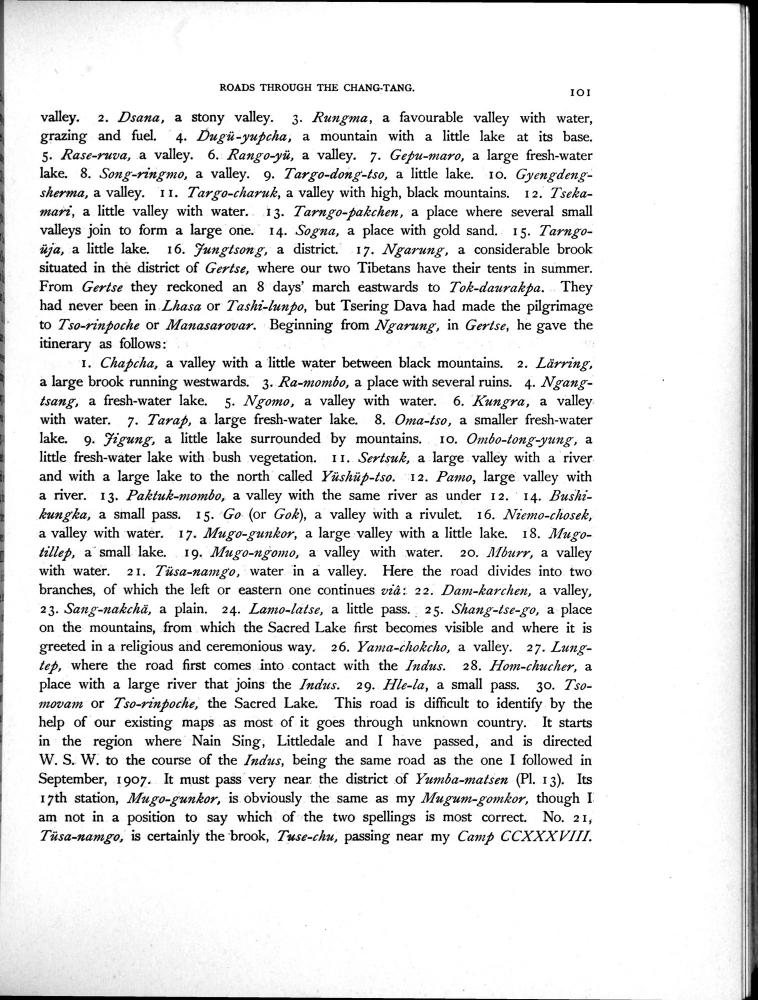 ROADS THROUGH THE CHANG-TANG.
101
valley. 2. Dsana, a stony valley. 3. Rungma, a favourable valley with water,
grazing and fuel. 4. Dugü-yupcha, a mountain with a little lake at its base.
5. Rase-ruva, a valley. 6. Rango-yü, a valley. 7. Gepu-maro, a large fresh-water
lake. 8. Song-ringmo, a valley. 9. Targo-dong-tso, a little lake. 10. Gyengdeng-
sherma, a valley. 11. Targo-charuk, a valley with high, black mountains. 12. Tseka-
mari, a little valley with water. 13. Tarngo-pakchen, a place where several small
valleys join to form a large one. 14. Sogna, a place with gold sand. 15. Tarngo-
üja, a little lake. 16. Jungtsong, a district. 17. Ngarung, a considerable brook
situated in the district of Gertse, where our two Tibetans have their tents in summer.
From Gertse they reckoned an 8 days' march eastwards to Tok-daurakpa. They
had never been in Lhasa or Tashi-lunpo, but Tsering Dava had made the pilgrimage
to Tso-rinpoche or Manasarovar. Beginning from Ngarung, in Gertse, he gave the
itinerary as follows:
1. Chapcha, a valley with a little water between black mountains. 2. Lärring,
a large brook running westwards. 3. Ra-mombo, a place with several ruins. 4. Ngang-
tsang, a fresh-water lake. 5. Ngomo, a valley with water. 6. Kungra, a valley
with water. 7. Tarap, a large fresh-water lake. 8. Oma-tso, a smaller fresh-water
lake. 9. Jigung, a little lake surrounded by mountains. 10. Ombo-tong-yung, a
little fresh-water lake with bush vegetation. 11. Sertsuk, a large valley with a river
and with a large lake to the north called Yüshüp-tso. 12. Pamo, large valley with
a river. 13. Paktuk-mombo, a valley with the same river as under 12. 14. Bushi-
kungka, a small pass. 15. Go (or Gok), a valley with a rivulet. 16. Niemo-chosek,
a valley with water. 17. Mugo-gunkor, a large valley with a little lake. 18. Mugo-
tillep, a small lake. 19. Mugo-ngomo, a valley with water. 20. Mburr, a valley
with water. 21. Tüsa-namgo, water in a valley. Here the road divides into two
branches, of which the left or eastern one continues viâ: 22. Dam-karchen, a valley,
23. Sang-nakchä, a plain. 24. Lamo-latse, a little pass. 25. Shang-tse-go, a place
on the mountains, from which the Sacred Lake first becomes visible and where it is
greeted in a religious and ceremonious way. 26. Yama-chokcho, a valley. 27. Lung-
tep, where the road first comes into contact with the Indus. 28. Hom-chucher, a
place with a large river that joins the Indus. 29. Hle-la, a small pass. 30. Tso-
movam or Tso-rinpoche, the Sacred Lake. This road is difficult to identify by the
help of our existing maps as most of it goes through unknown country. It starts
in the region where Nain Sing, Littledale and I have passed, and is directed
W. S. W. to the course of the Indus, being the same road as the one I followed in
September, 1907. It must pass very near the district of Yumba-matsen (Pl. 13). Its
17th station, Mugo-gunkor, is obviously the same as my Mugum-gomkor, though I
am not in a position to say which of the two spellings is most correct. No. 21,
Tüsa-namgo, is certainly the brook, Tuse-chu, passing near my Camp CCXXXVIII.